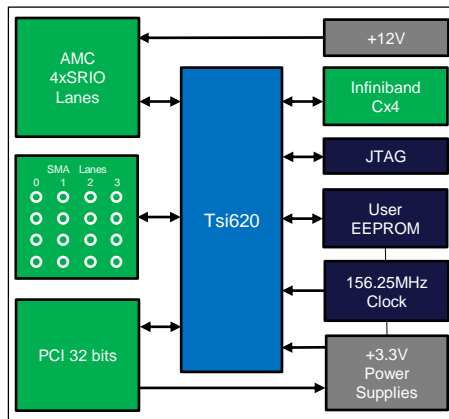 AMC
4xSRIO
Lanes
+12V
Infiniband
Cx4
SMA Lanes
0 1 2 3
Tsi620
JTAG
User
EEPROM
156.25MHz
Clock
PCI 32 bits
+3.3V
Power
Supplies